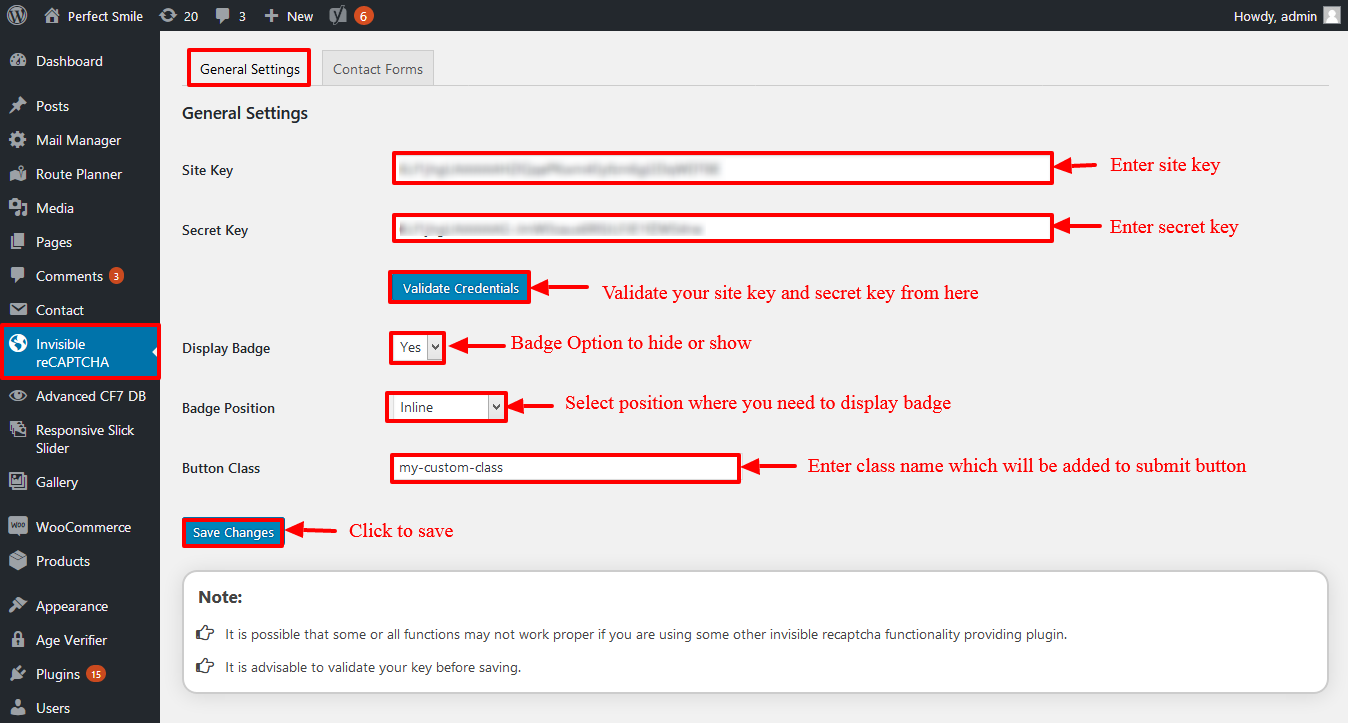 Perfect Smile 20 3 New 6 Howdy, admin
Dashboard
Posts
Mail Manager
Route Planner
Media
Pages
Comments 3
Contact
Invisible
reCAPTCHA
Advanced CF7 DB
Responsive Slick
Slider
Gallery
WooCommerce
Products
Appearance
Age Verifier
Plugins 15
Users
General Settings Contact Forms
General Settings
Site Key Enter site key
Secret Key Enter secret key
Validate Credentials Validate your site key and secret key from here
Display Badge Yes Badge Option to hide or show
Badge Position Inline Select position where you need to display badge
Button Class my-custom-class Enter class name which will be added to submit button
Save Changes Click to save
Note:
It is possible that some or all functions may not work proper if you are using some other invisible recaptcha functionality providing plugin.
It is advisable to validate your key before saving.